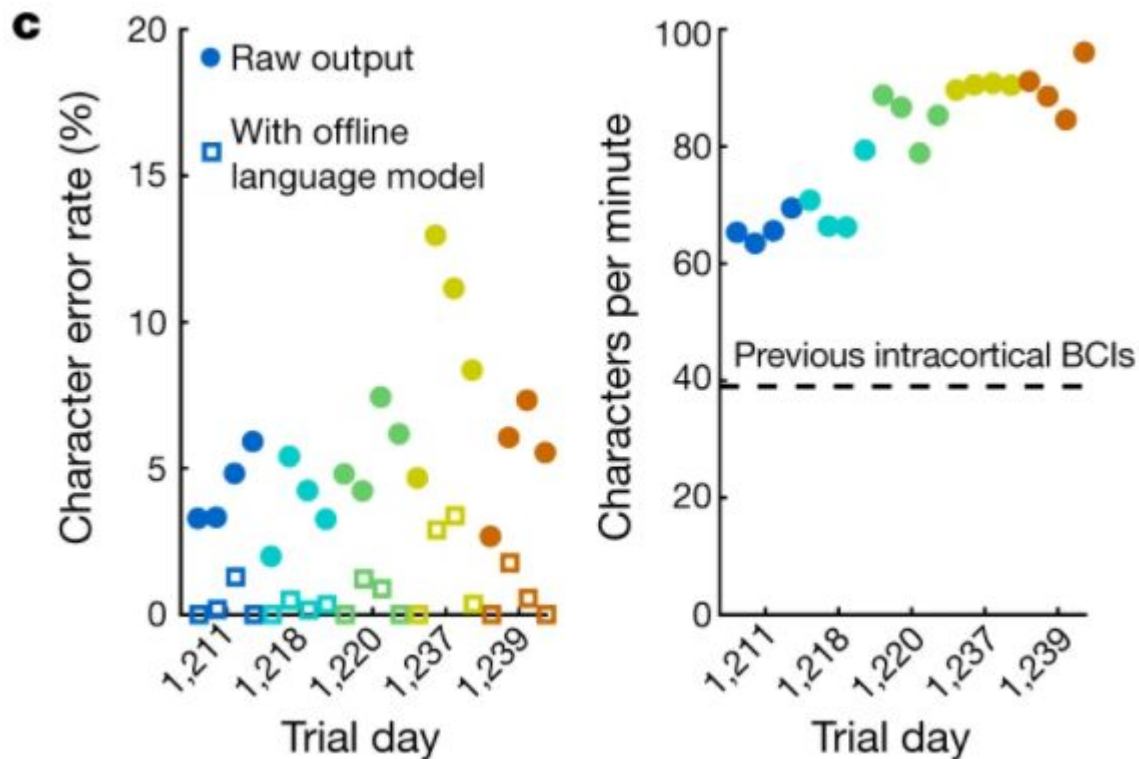 c
Character error rate (%)
20
15
10
5
0
Raw output
With offline
language model
1,211
1,218
1,220
1,237
1,239
Trial day
Characters per minute
100
80
60
40
20
0
Previous intracortical BCIs
1,211
1,218
1,220
1,237
1,239
Trial day